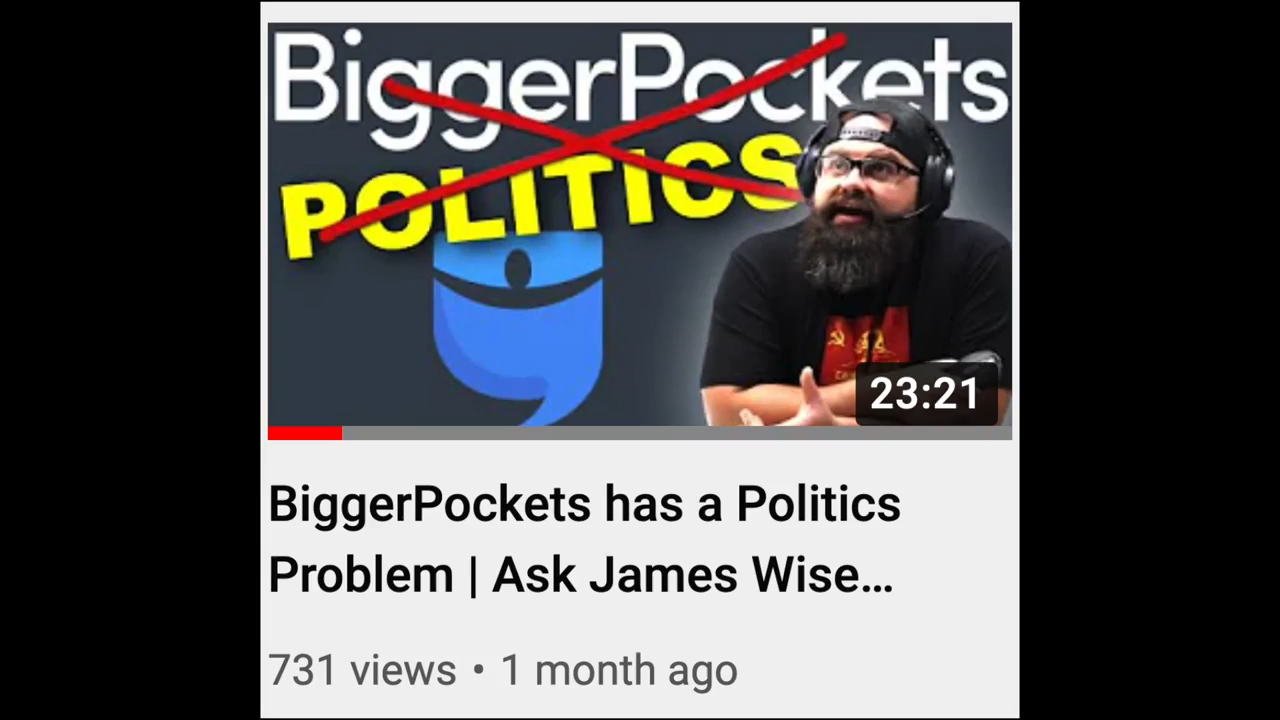 BiggerPockets
POLITICS
23:21
BiggerPockets has a Politics
Problem | Ask James Wise...
731 views • 1 month ago